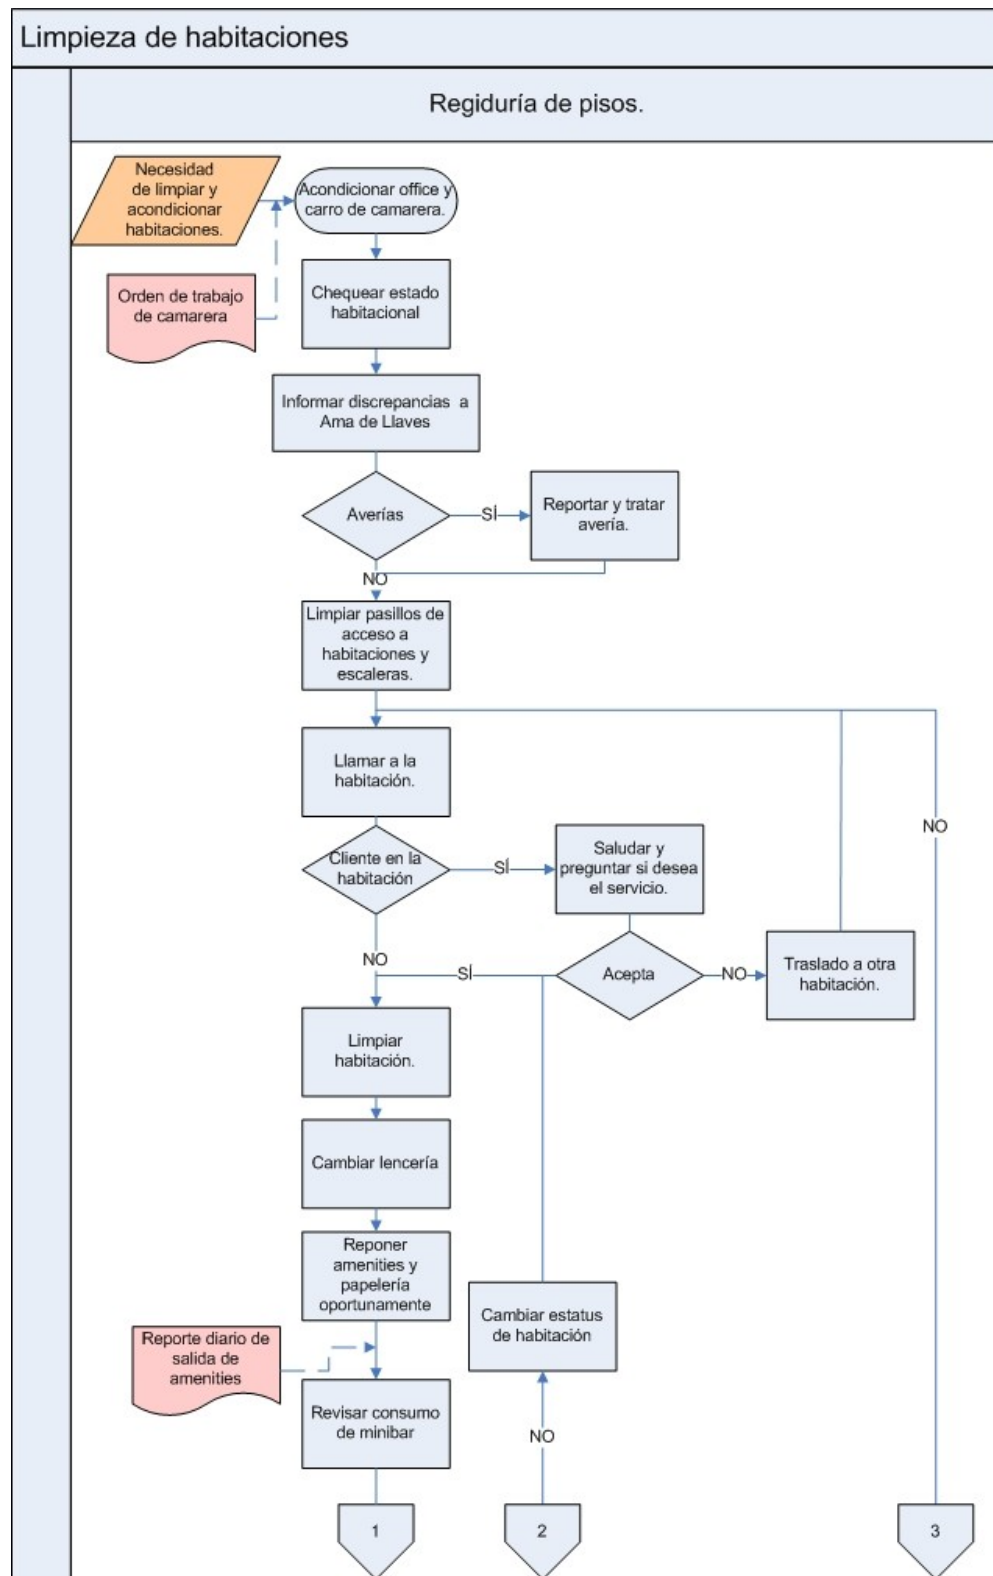 Limpieza de habitaciones
Regiduría de pisos.
Necesidad
de limpiar y
acondicionar
habitaciones.
Acondicionar office y
carro de camarera.
Orden de trabajo
de camarera
Chequear estado
habitacional
Informar discrepancias a
Ama de Llaves
Averías
SÍ
Reportar y tratar
avería.
NO
Limpiar pasillos de
acceso a
habitaciones y
escaleras.
Llamar a la
habitación.
NO
Cliente en la
habitación
SÍ
Saludar y
preguntar si desea
el servicio.
NO
SÍ
Acepta
NO
Traslado a otra
habitación.
Limpiar
habitación.
Cambiar lencería
Reponer
amenities y
papelería
oportunamente
Cambiar estatus
de habitación
Reporte diario de
salida de
amenities
Revisar consumo
de minibar
NO
1
2
3